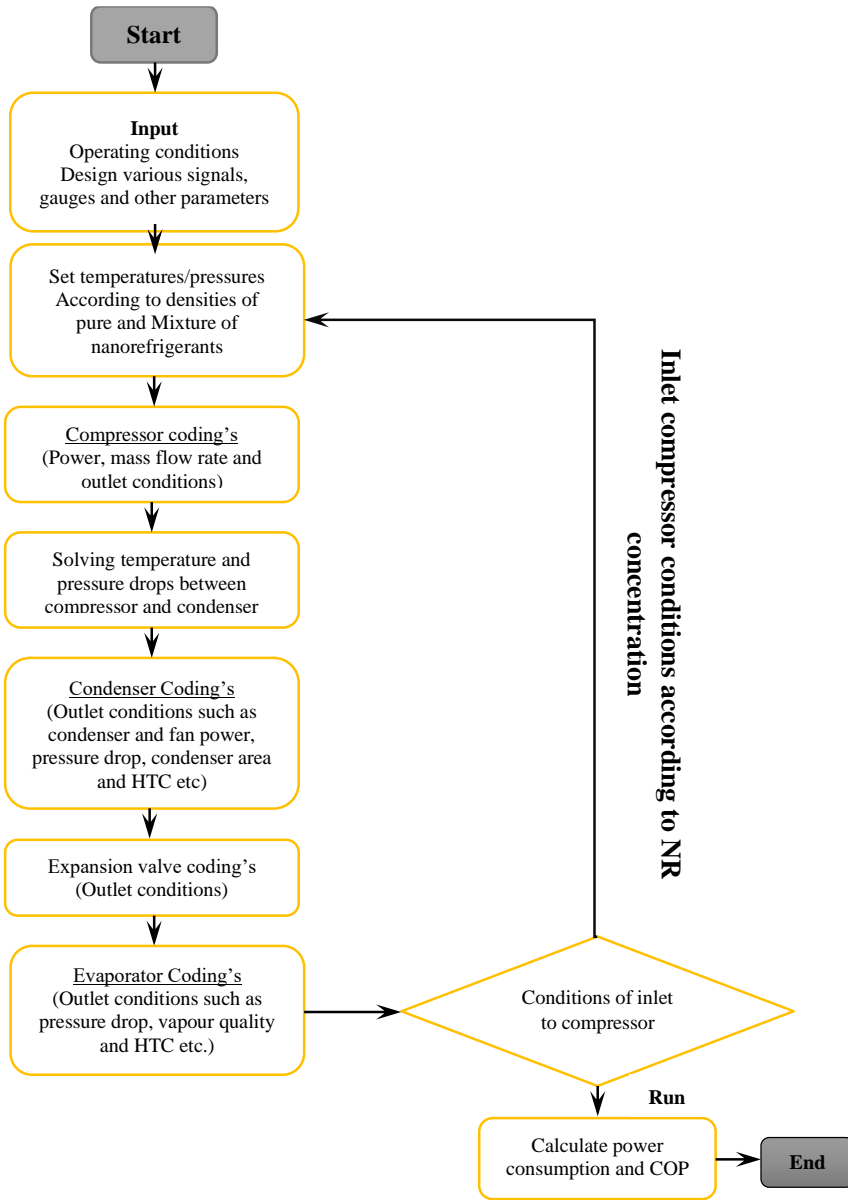 Start
Input
Operating conditions
Design various signals,
gauges and other parameters
Set temperatures/pressures
According to densities of
pure and Mixture of
nanorefrigerants
Compressor coding's
(Power, mass flow rate and
outlet conditions)
Solving temperature and
pressure drops between
compressor and condenser
Condenser Coding's
(Outlet conditions such as
condenser and fan power,
pressure drop, condenser area
and HTC etc)
Expansion valve coding's
(Outlet conditions)
Evaporator Coding's
(Outlet conditions such as
pressure drop, vapour quality
and HTC etc.)
Inlet compressor conditions according to NR
concentration
Conditions of inlet
to compressor
Run
Calculate power
consumption and COP
End